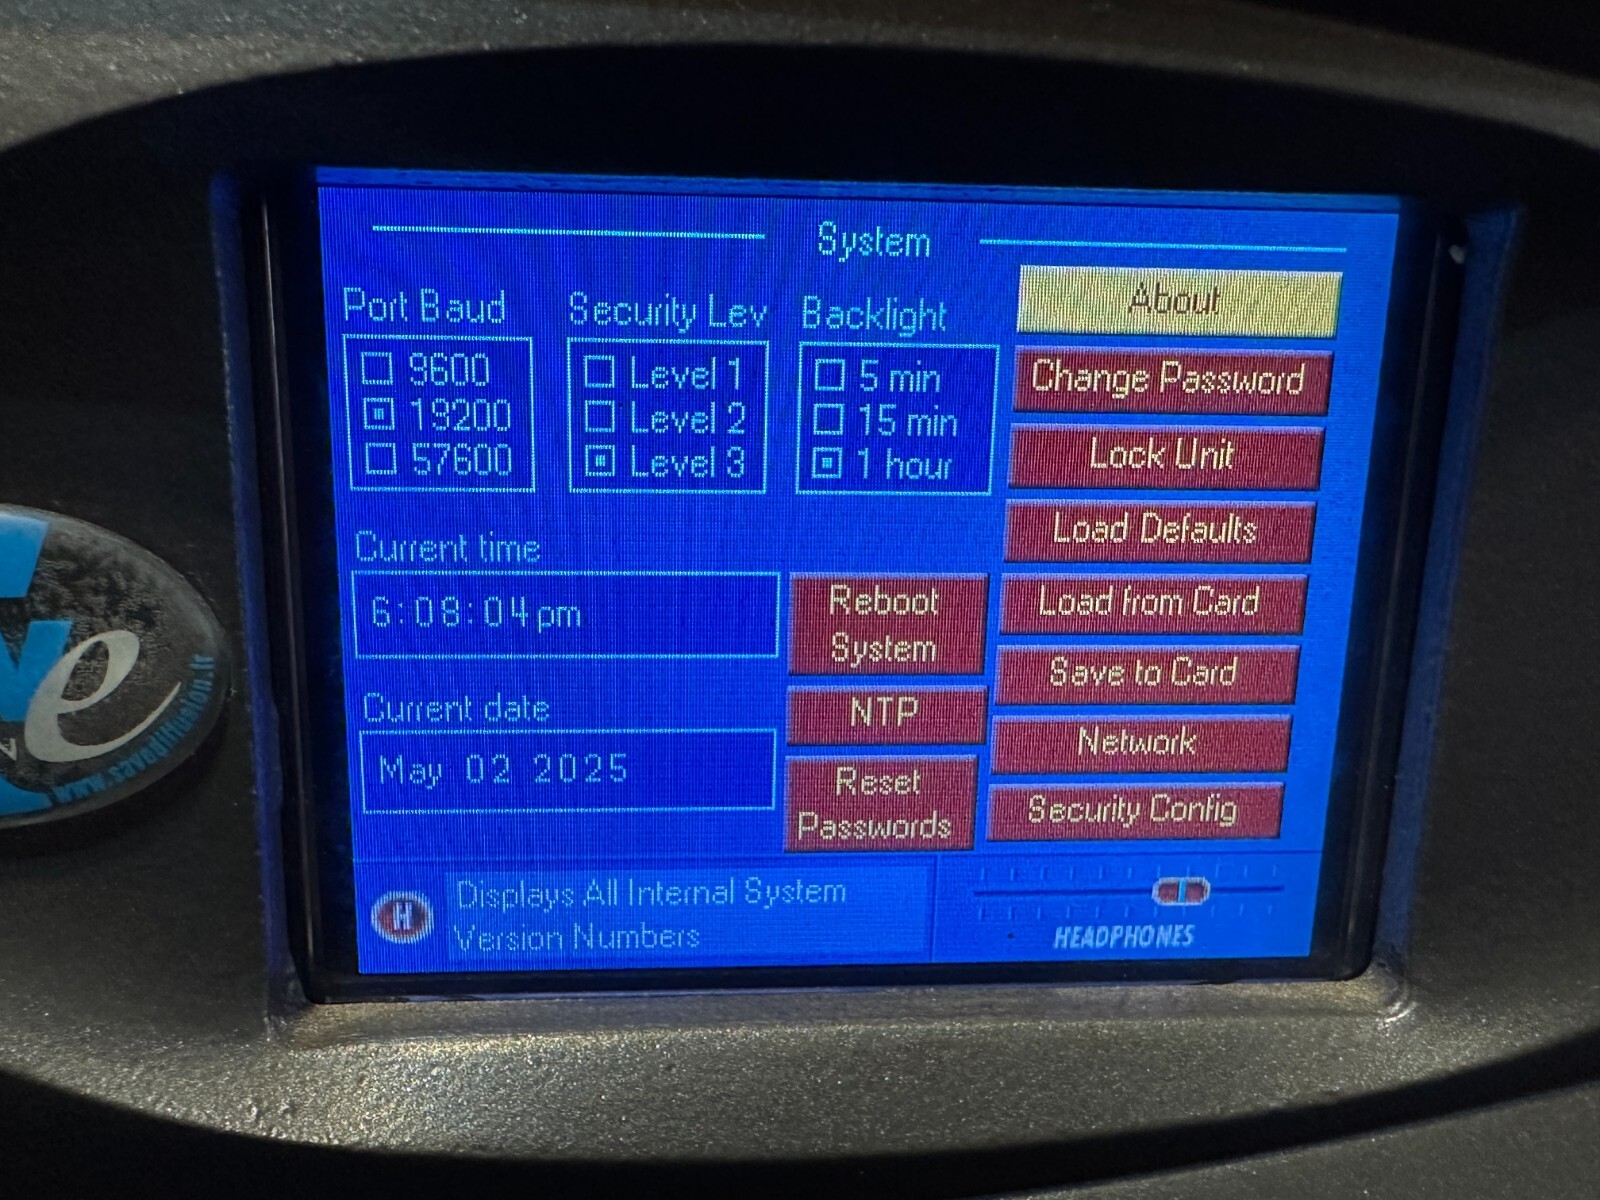 System
Port Baud
9600
19200
57600
Security Lev
Level 1
Level 2
Level 3
Backlight
5 min
15 min
1 hour
About
Change Password
Lock Unit
Load Defaults
Load from Card
Save to Card
Network
Security Config
Current time
6:08:04pm
Current date
May 02 2025
Reboot
System
NTP
Reset
Passwords
H
Displays All Internal System
Version Numbers
HEADPHONES
e